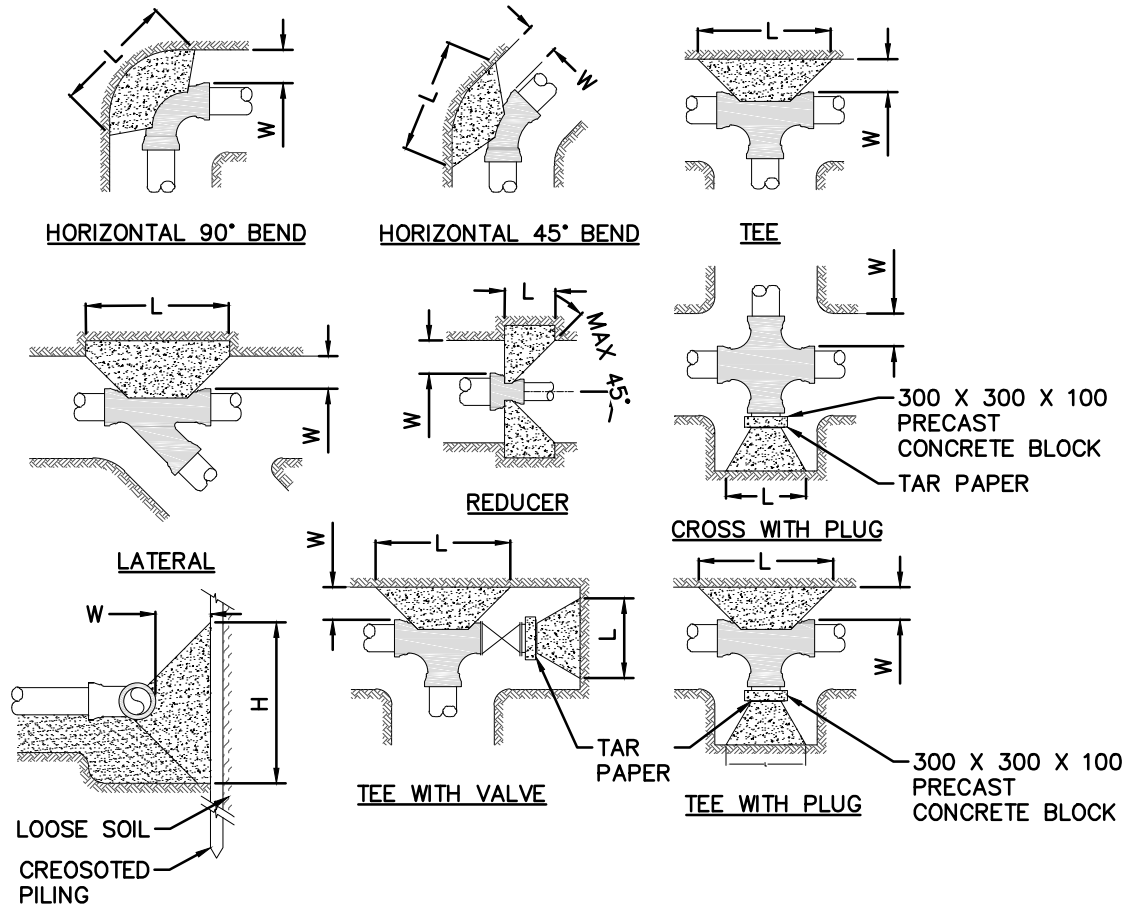 L
W
HORIZONTAL 90° BEND
L
W
HORIZONTAL 45° BEND
L
W
TEE
L
W
LATERAL
L
MAX 45°
W
REDUCER
W
300 X 300 X 100
PRECAST
CONCRETE BLOCK
TAR PAPER
L
CROSS WITH PLUG
W
H
LOOSE SOIL
CREOSOTED
PILING
W
L
L
TAR
PAPER
TEE WITH VALVE
L
W
300 X 300 X 100
PRECAST
CONCRETE BLOCK
TEE WITH PLUG